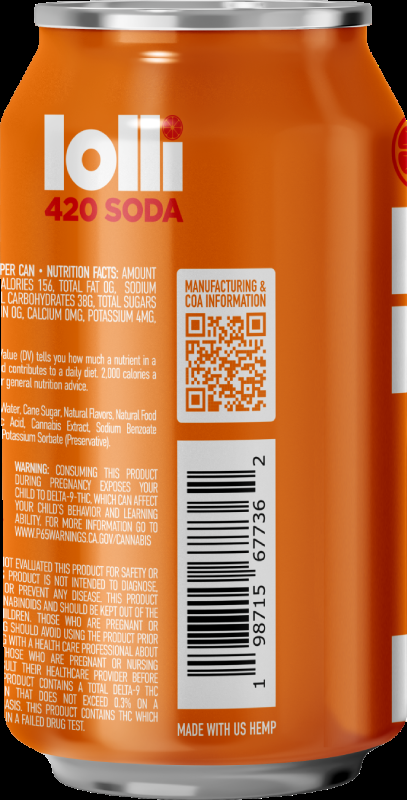 lolli
420 SODA
PER CAN • NUTRITION FACTS: AMOUNT
CALORIES 156, TOTAL FAT 0G, SODIUM
CARBOHYDRATES 38G, TOTAL SUGARS
0G, CALCIUM 0MG, POTASSIUM 4MG.
Value (DV) tells you how much a nutrient in a
contributes to a daily diet. 2,000 calories a
general nutrition advice.
Water, Cane Sugar, Natural Flavors, Natural Food
Acid, Cannabis Extract, Sodium Benzoate
Potassium Sorbate (Preservative).
WARNING: CONSUMING THIS PRODUCT
DURING PREGNANCY EXPOSES YOUR
CHILD TO DELTA-9-THC, WHICH CAN AFFECT
YOUR CHILD'S BEHAVIOR AND LEARNING
ABILITY. FOR MORE INFORMATION GO TO
WWW.P65WARNINGS.CA.GOV/CANNABIS
NOT EVALUATED THIS PRODUCT FOR SAFETY OR
PRODUCT IS NOT INTENDED TO DIAGNOSE,
OR PREVENT ANY DISEASE. THIS PRODUCT
CANNABINOIDS AND SHOULD BE KEPT OUT OF THE
CHILDREN. THOSE WHO ARE PREGNANT OR
SHOULD AVOID USING THE PRODUCT PRIOR
WITH A HEALTH CARE PROFESSIONAL ABOUT
THOSE WHO ARE PREGNANT OR NURSING
THEIR HEALTHCARE PROVIDER BEFORE
PRODUCT CONTAINS A TOTAL DELTA-9 THC
THAT DOES NOT EXCEED 0.3% ON A
BASIS. THIS PRODUCT CONTAINS THC WHICH
IN A FAILED DRUG TEST.
MANUFACTURING &
COA INFORMATION
1 98715 67736 2
MADE WITH US HEMP